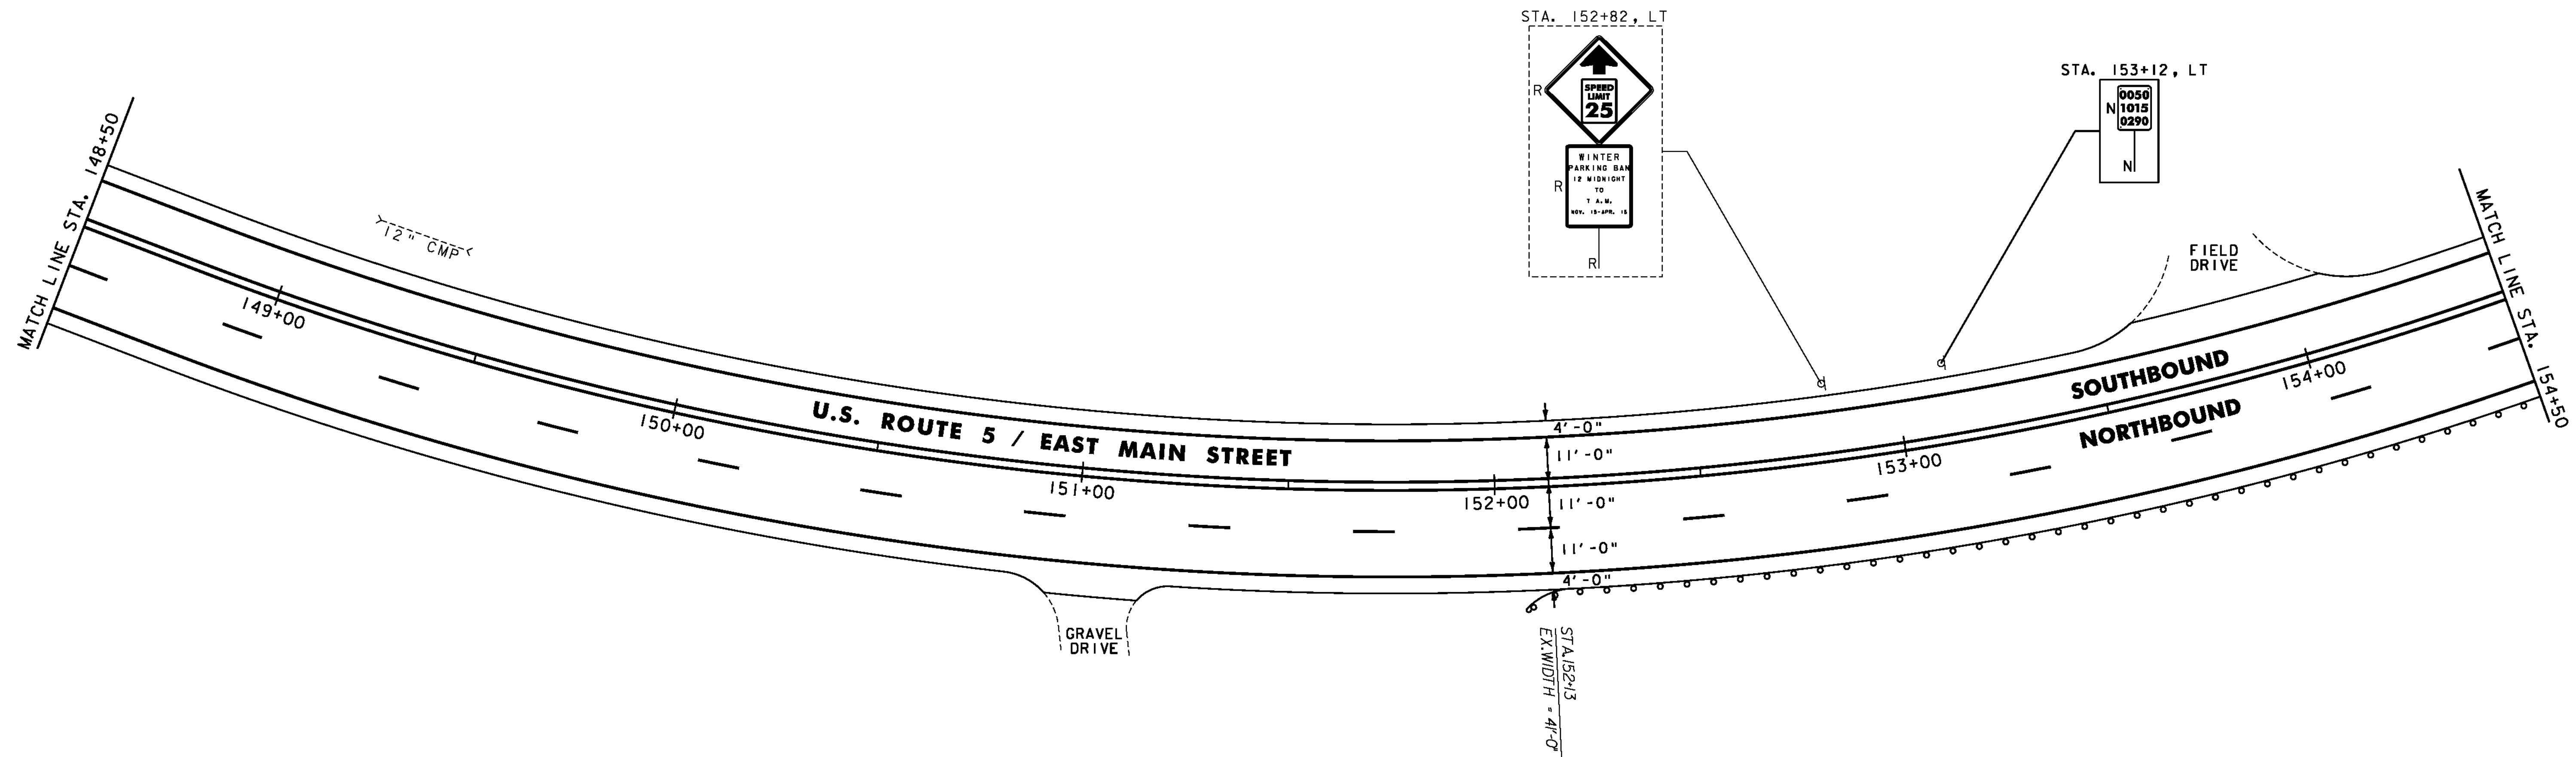 STA. 152+82, LT
R
SPEED
LIMIT
25
R
WINTER
PARKING BAN
12 MIDNIGHT
TO
7 A.M.
NOV. 15-APR. 15
R
STA. 153+12, LT
N
0050
1015
0290
N
MATCH LINE STA. 148+50
12" CMP
149+00
150+00
U.S. ROUTE 5 / EAST MAIN STREET
151+00
152+00
4'-0"
11'-0"
11'-0"
11'-0"
4'-0"
153+00
SOUTHBOUND
NORTHBOUND
154+00
FIELD
DRIVE
MATCH LINE STA. 154+50
GRAVEL
DRIVE
STA.152+13
EX.WIDTH = 41'-0"